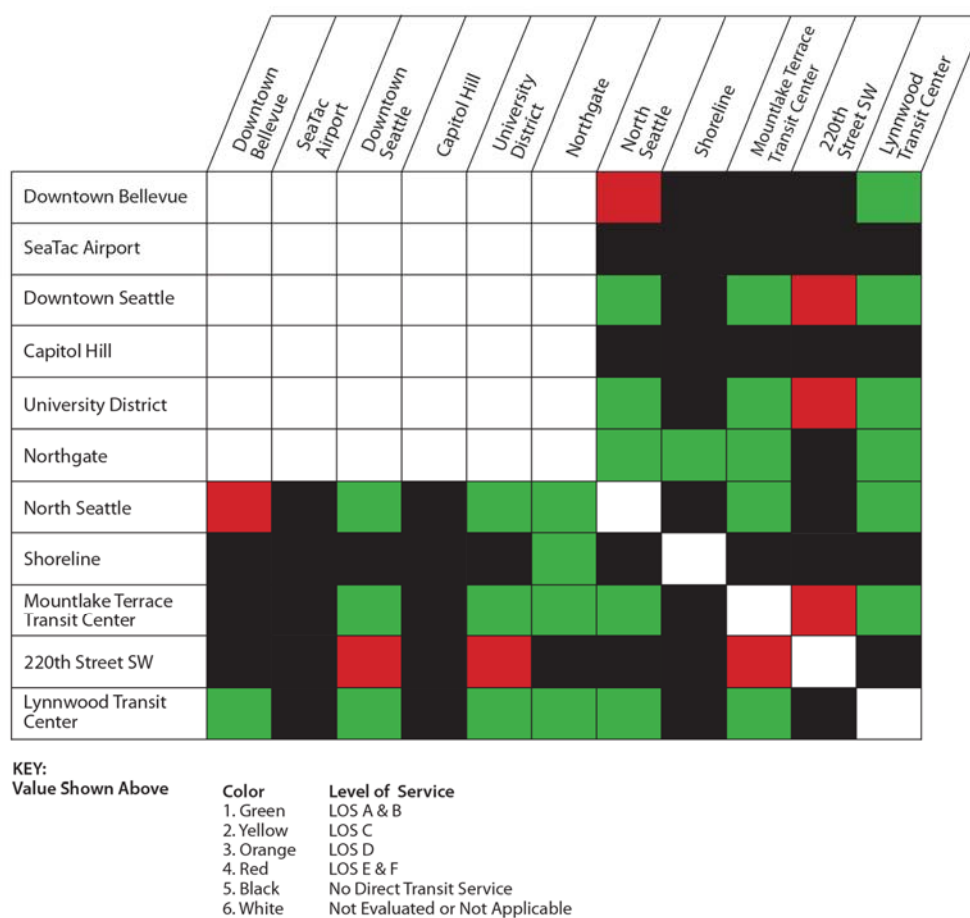 Downtown
Bellevue
SeaTac
Airport
Downtown
Seattle
Capitol Hill
University
District
Northgate
North
Seattle
Shoreline
Mountlake Terrace
Transit Center
220th
Street SW
Lynnwood
Transit Center
Downtown Bellevue
SeaTac Airport
Downtown Seattle
Capitol Hill
University District
Northgate
North Seattle
Shoreline
Mountlake Terrace
Transit Center
220th Street SW
Lynnwood Transit
Center
KEY:
Value Shown Above
Color Level of Service
1. Green LOS A & B
2. Yellow LOS C
3. Orange LOS D
4. Red LOS E & F
5. Black No Direct Transit Service
6. White Not Evaluated or Not Applicable